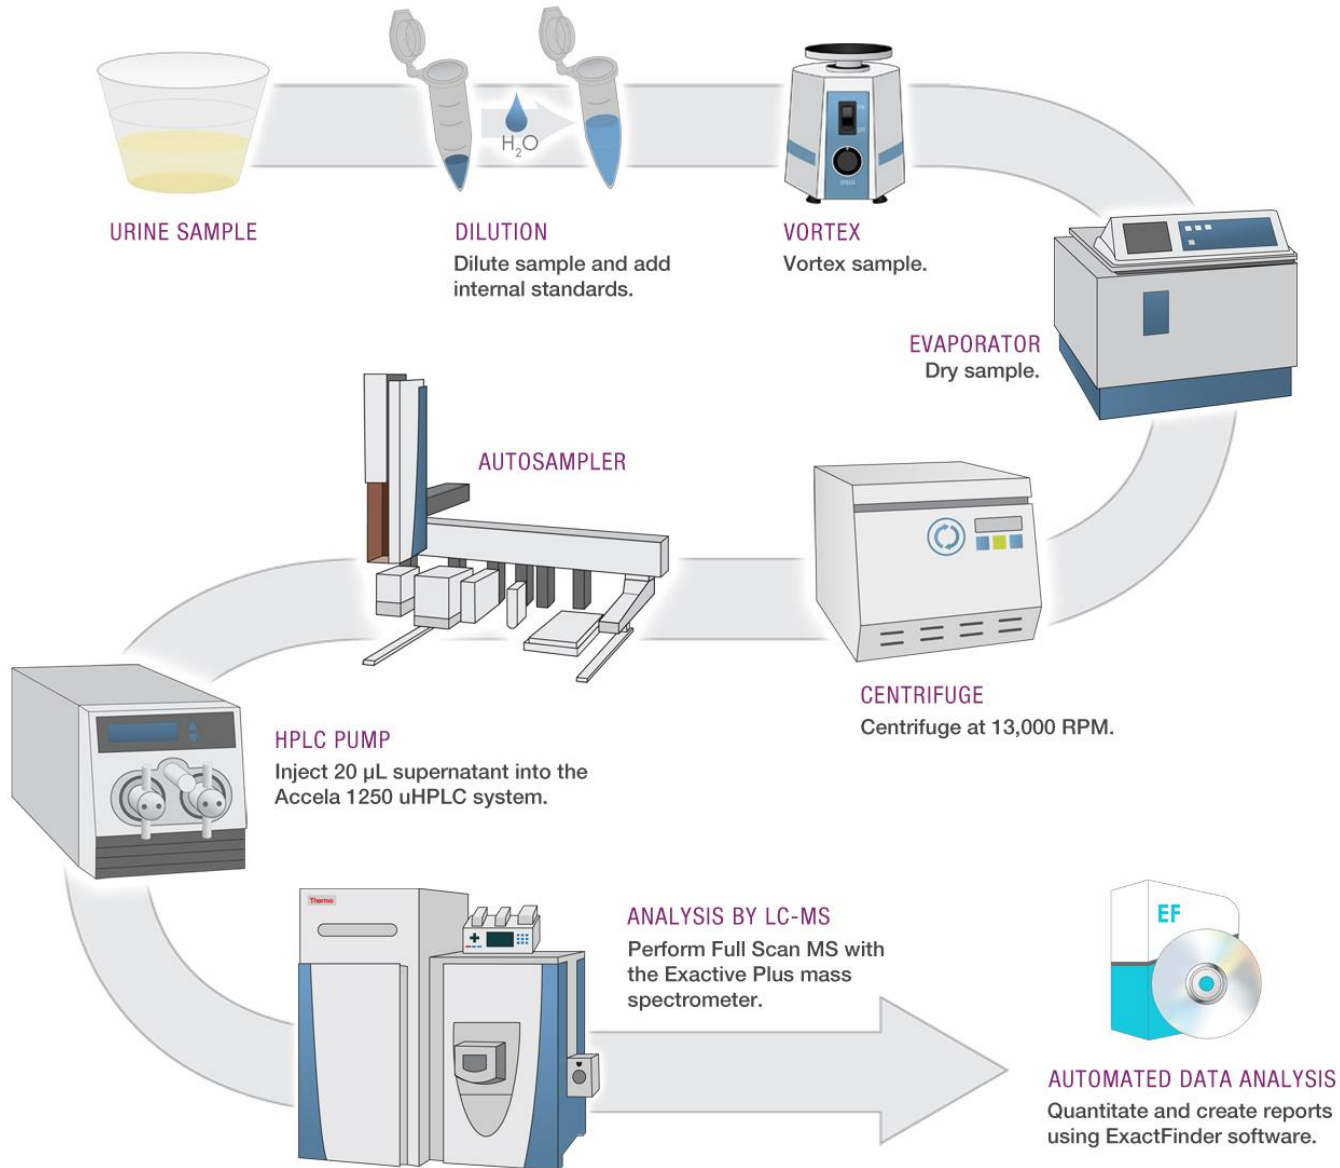 URINE SAMPLE
H₂O
DILUTION
Dilute sample and add
internal standards.
ON
OFF
SPEED
VORTEX
Vortex sample.
EVAPORATOR
Dry sample.
AUTOSAMPLER
CENTRIFUGE
Centrifuge at 13,000 RPM.
HPLC PUMP
Inject 20 µL supernatant into the
Accela 1250 uHPLC system.
Thermo
ANALYSIS BY LC-MS
Perform Full Scan MS with
the Exactive Plus mass
spectrometer.
EF
AUTOMATED DATA ANALYSIS
Quantitate and create reports
using ExactFinder software.